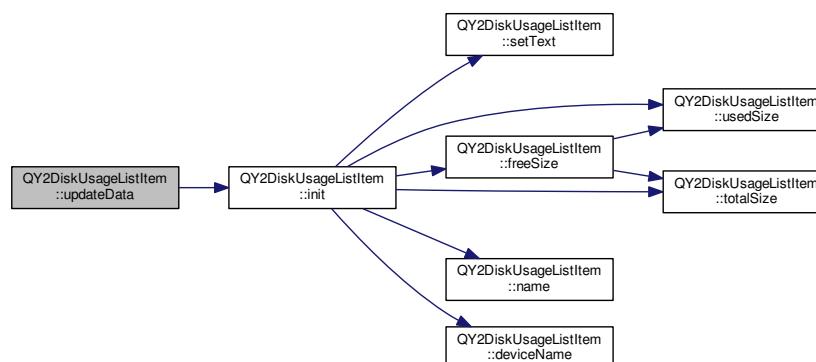 QY2DiskUsageListItem
::updateData
QY2DiskUsageListItem
::init
QY2DiskUsageListItem
::setText
QY2DiskUsageListItem
::freeSize
QY2DiskUsageListItem
::name
QY2DiskUsageListItem
::deviceName
QY2DiskUsageListItem
::usedSize
QY2DiskUsageListItem
::totalSize